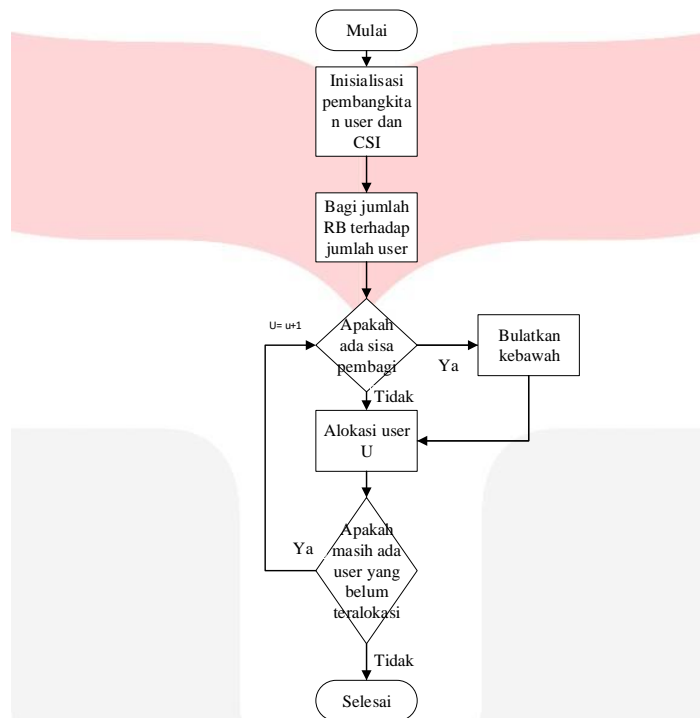 Mulai
Inisialisasi
pembangkita
n user dan
CSI
Bagi jumlah
RB terhadap
jumlah user
U= u+1
Apakah
ada sisa
pembagi
Ya
Bulatkan
kebawah
Tidak
Alokasi user
U
Ya
Apakah
masih ada
user yang
belum
teralokasi
Tidak
Selesai